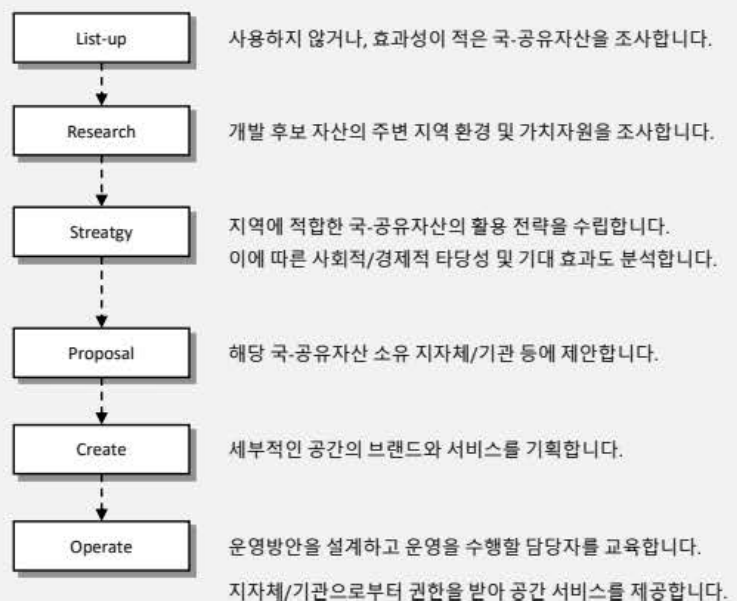 List-up
사용하지 않거나, 효과성이 적은 국-공유자산을 조사합니다.
Research
개발 후보 자산의 주변 지역 환경 및 가치자원을 조사합니다.
Streatgy
지역에 적합한 국-공유자산의 활용 전략을 수립합니다.
이에 따른 사회적/경제적 타당성 및 기대 효과도 분석합니다.
Proposal
해당 국-공유자산 소유 지자체/기관 등에 제안합니다.
Create
세부적인 공간의 브랜드와 서비스를 기획합니다.
Operate
운영방안을 설계하고 운영을 수행할 담당자를 교육합니다.
지자체/기관으로부터 권한을 받아 공간 서비스를 제공합니다.